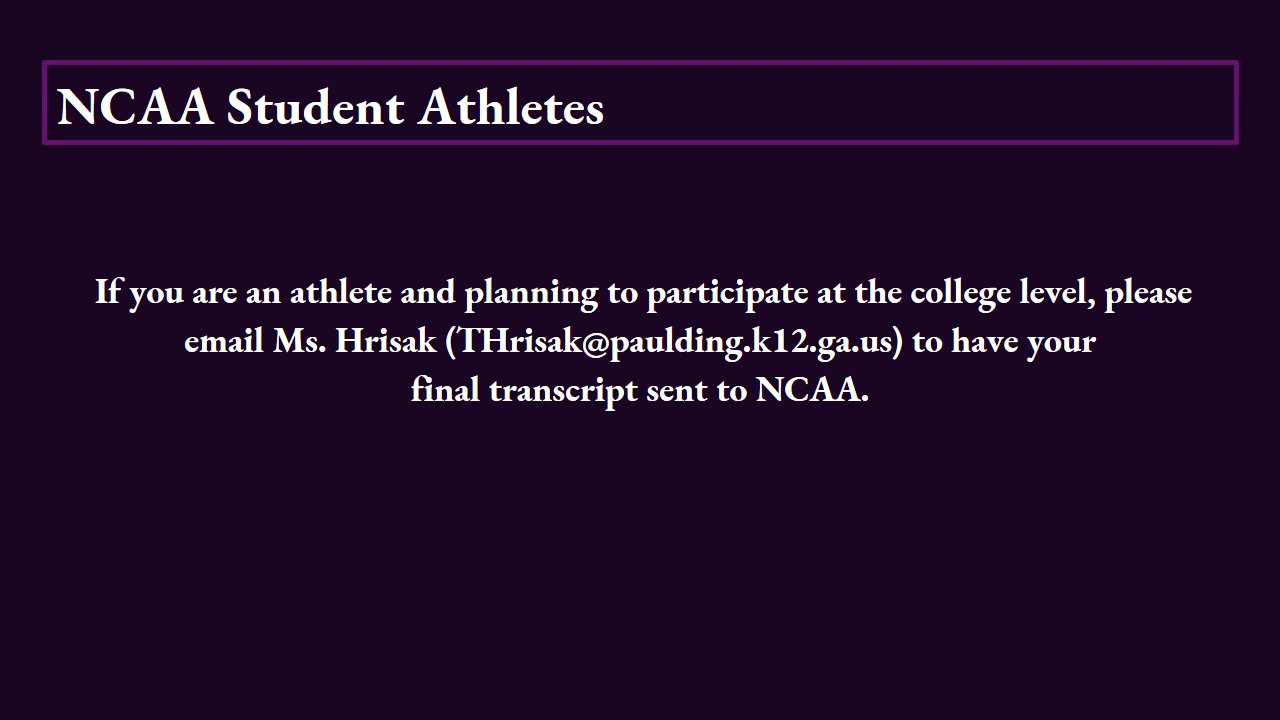 NCAA Student Athletes
If you are an athlete and planning to participate at the college level, please
email Ms. Hrisak (THrisak@paulding.k12.ga.us) to have your
final transcript sent to NCAA.